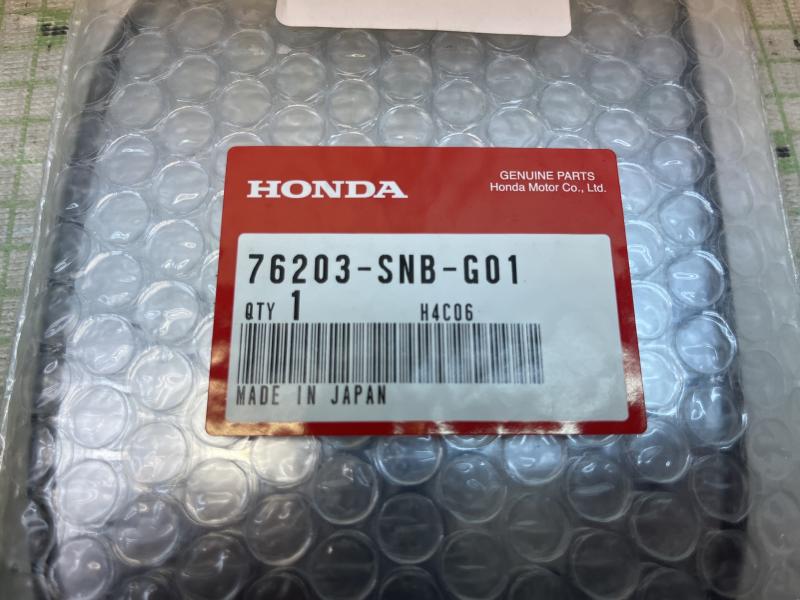 HONDA
GENUINE PARTS
Honda Motor Co., Ltd.
76203-SNB-G01
QTY 1 H4C06
MADE IN JAPAN